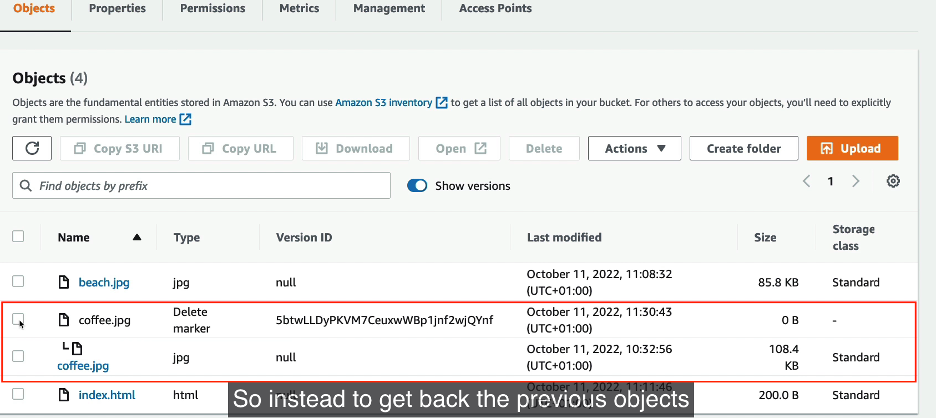 Objects Properties Permissions Metrics Management Access Points
Objects (4)
Objects are the fundamental entities stored in Amazon S3. You can use Amazon S3 inventory to get a list of all objects in your bucket. For others to access your objects, you'll need to explicitly
grant them permissions. Learn more
Copy S3 URI Copy URL Download Open Delete Actions Create folder Upload
Find objects by prefix Show versions 1
Name Type Version ID Last modified Size Storage
class
beach.jpg jpg null October 11, 2022, 11:08:32
(UTC+01:00) 85.8 KB Standard
coffee.jpg Delete
marker 5btwLLDyPKVM7CeuxwWBp1jnf2wjQYnf October 11, 2022, 11:30:43
(UTC+01:00) 0 B -
coffee.jpg jpg null October 11, 2022, 10:32:56
(UTC+01:00) 108.4
KB Standard
index.html html null October 11, 2022, 11:11:46 200.0 B Standard
So instead to get back the previous objects